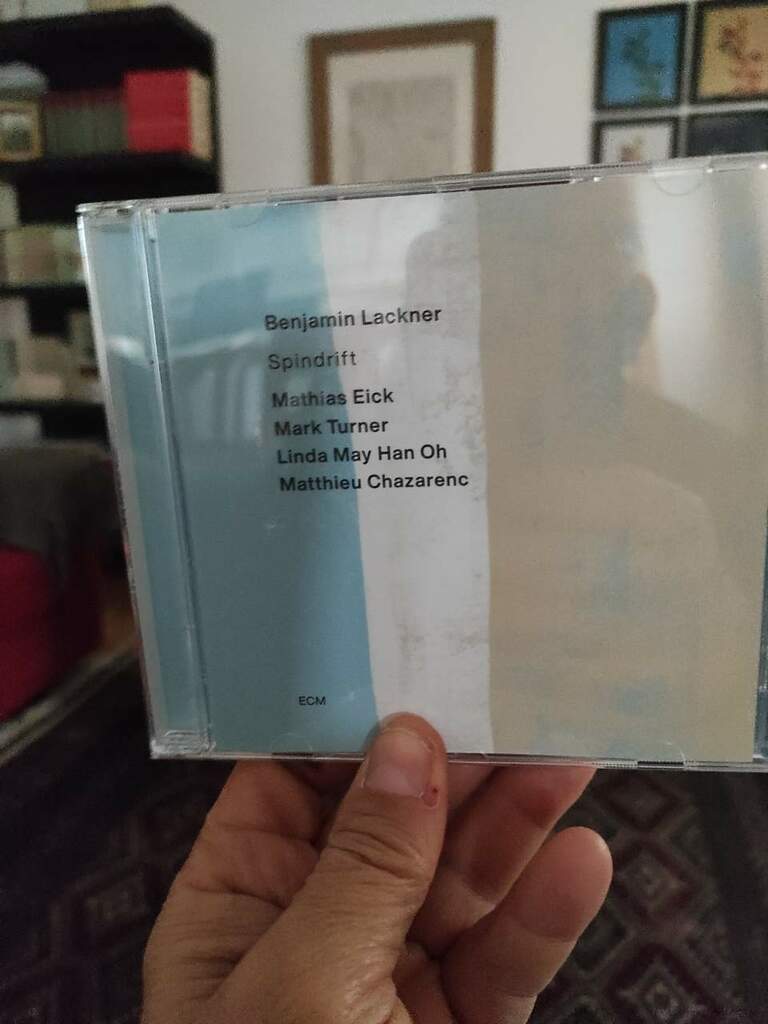 Benjamin Lackner
Spindrift
Mathias Eick
Mark Turner
Linda May Han Oh
Matthieu Chazarenc
ECM